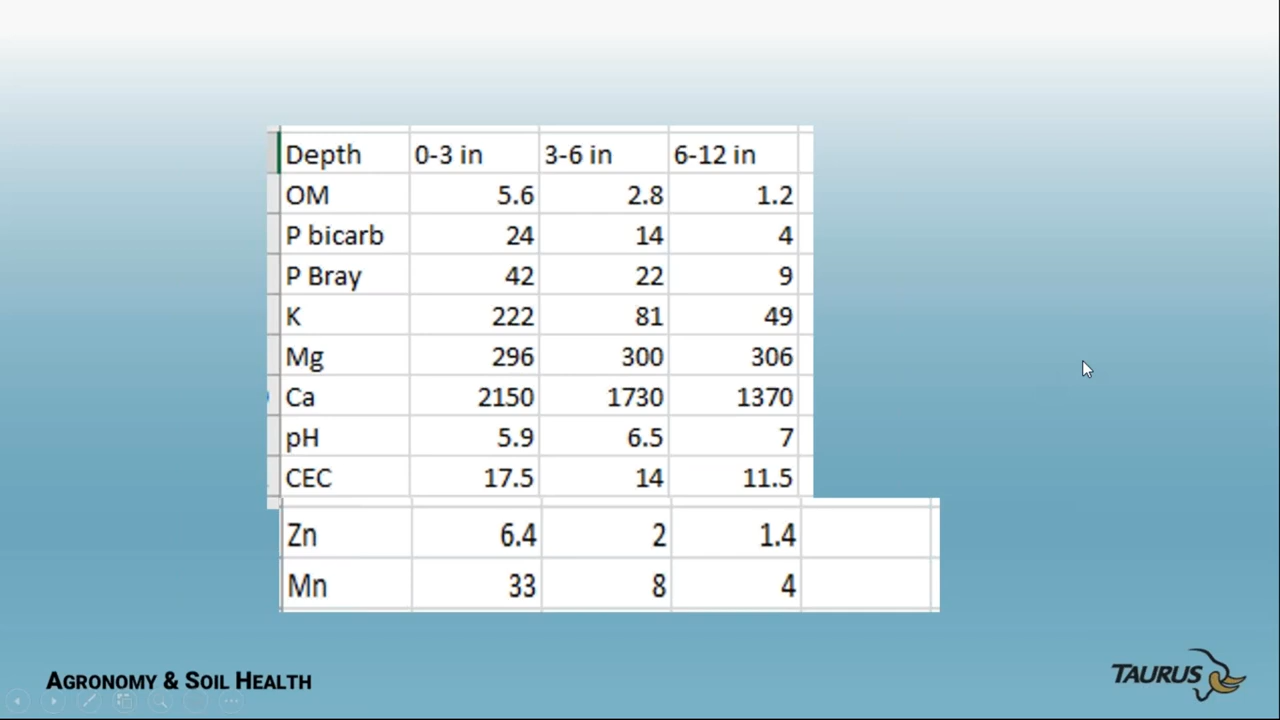 Depth 0-3 in 3-6 in 6-12 in
OM 5.6 2.8 1.2
P bicarb 24 14 4
P Bray 42 22 9
K 222 81 49
Mg 296 300 306
Ca 2150 1730 1370
pH 5.9 6.5 7
CEC 17.5 14 11.5
Zn 6.4 2 1.4
Mn 33 8 4
AGRONOMY & SOIL HEALTH
TAURUS